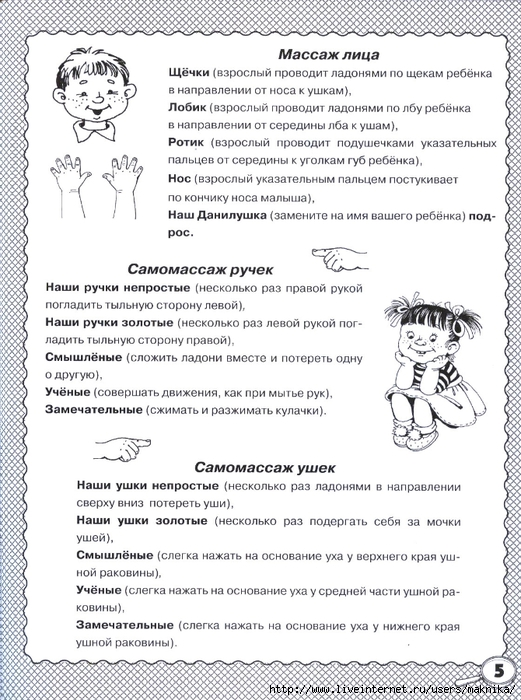 Массаж лица
Щёчки (взрослый проводит ладонями по щекам ребёнка
в направлении от носа к ушкам),
Лобик (взрослый проводит ладонями по лбу ребёнка
в направлении от середины лба к ушам),
Ротик (взрослый проводит подушечками указательных
пальцев от середины к уголкам губ ребёнка),
Нос (взрослый указательным пальцем постукивает
по кончику носа малыша),
Наш Данилушка (замените на имя вашего ребёнка) под-
рос.
Самомассаж ручек
Наши ручки непростые (несколько раз правой рукой
погладить тыльную сторону левой),
Наши ручки золотые (несколько раз левой рукой пог-
ладить тыльную сторону правой),
Смышлёные (сложить ладони вместе и потереть одну
о другую),
Учёные (совершать движения, как при мытье рук),
Замечательные (сжимать и разжимать кулачки).
Самомассаж ушек
Наши ушки непростые (несколько раз ладонями в направлении
сверху вниз потереть уши),
Наши ушки золотые (несколько раз подергать себя за мочки
ушей),
Смышлёные (слегка нажать на основание уха у верхнего края уш-
ной раковины),
Учёные (слегка нажать на основание уха у средней части ушной ра-
ковины),
Замечательные (слегка нажать на основание уха у нижнего края
ушной раковины).
5
http://www.liveinternet.ru/users/maknika/